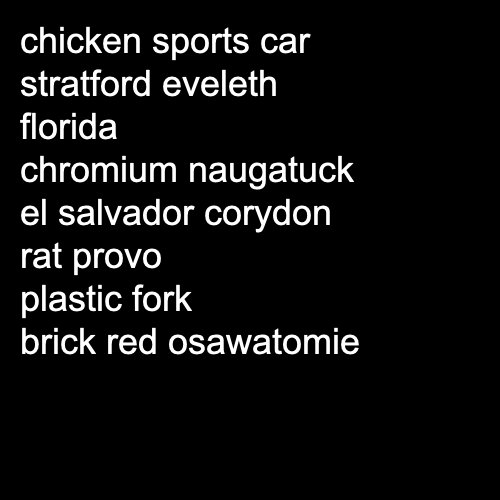 chicken sports car
stratford eveleth
florida
chromium naugatuck
el salvador corydon
rat provo
plastic fork
brick red osawatomie